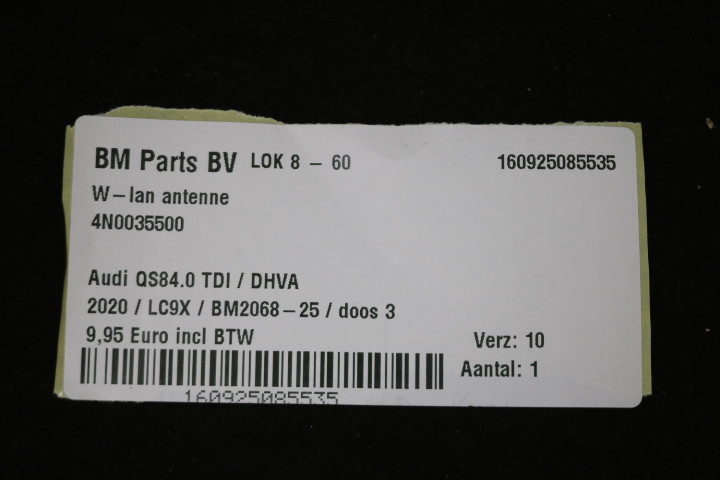 BM Parts BV LOK 8 - 60 160925085535
W-lan antenne
4N0035500
Audi QS84.0 TDI / DHVA
2020 / LC9X / BM2068-25 / doos 3
9,95 Euro incl BTW Verz: 10
Aantal: 1
160925085535